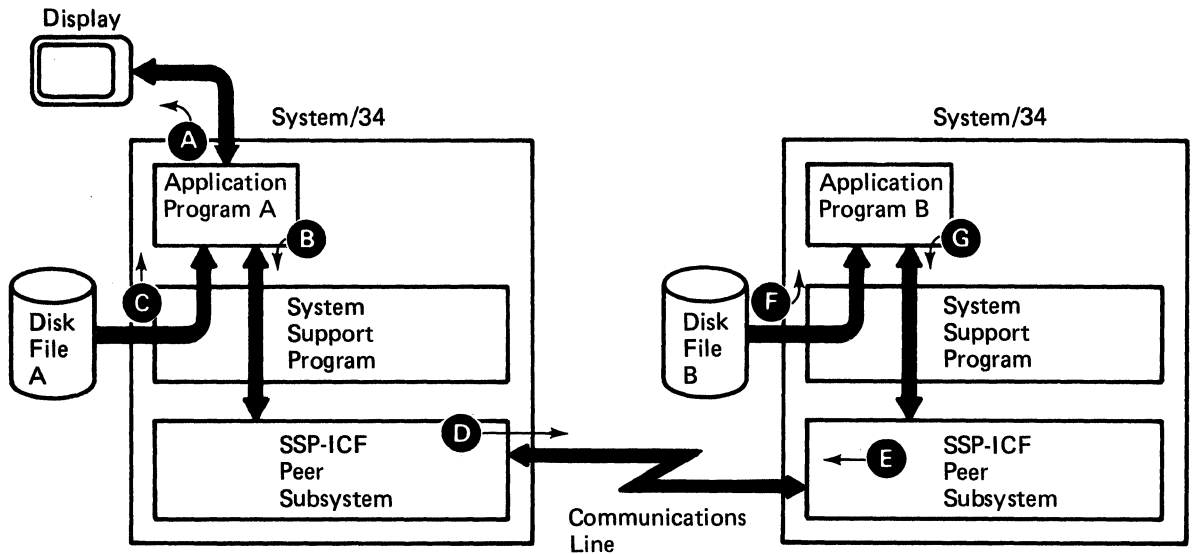 Display
System/34
System/34
A
Application
Program A
Application
Program B
B
G
C
F
Disk
File
A
System
Support
Program
Disk
File
B
System
Support
Program
D
SSP-ICF
Peer
Subsystem
E
SSP-ICF
Peer
Subsystem
Communications
Line